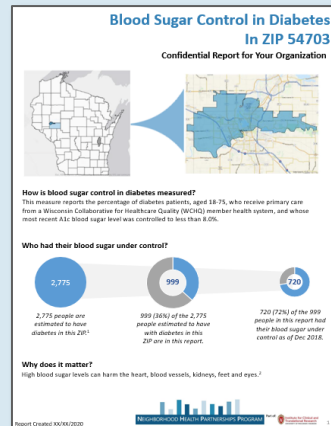 Blood Sugar Control in Diabetes
In ZIP 54703
Confidential Report for Your Organization
How is blood sugar control in diabetes measured?
This measure reports the percentage of diabetes patients, aged 18-75, who receive primary care
from a Wisconsin Collaborative for Healthcare Quality (WCHQ) member health system, and whose
most recent A1c blood sugar level was controlled to less than 8.0%.
Who had their blood sugar under control?
2,775
999
720
2,775 people are
estimated to have
diabetes in this ZIP.1
999 (36%) of the 2,775
people estimated to have
with diabetes in this
ZIP are in this report.
720 (72%) of the 999
people in this report had
their blood sugar under
control as of Dec 2018.
Why does it matter?
High blood sugar levels can harm the heart, blood vessels, kidneys, feet and eyes.2
NEIGHBORHOOD HEALTH PARTNERSHIPS PROGRAM
Report Created XX/XX/2020
1